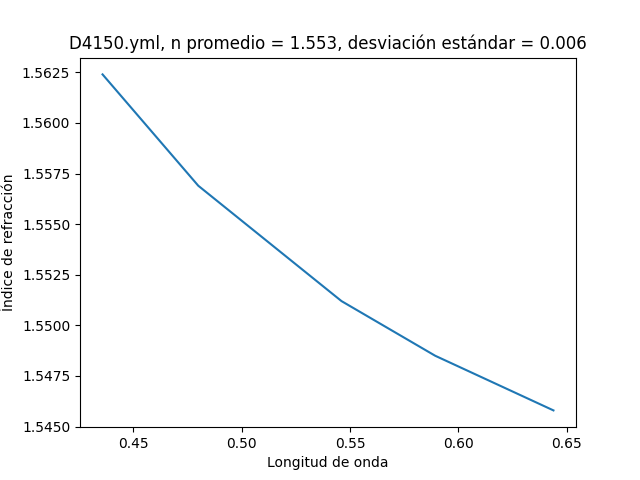 D4150.yml, n promedio = 1.553, desviación estándar = 0.006
1.5625
1.5600
1.5575
1.5550
1.5525
1.5500
1.5475
1.5450
Índice de refracción
0.45 0.50 0.55 0.60 0.65
Longitud de onda